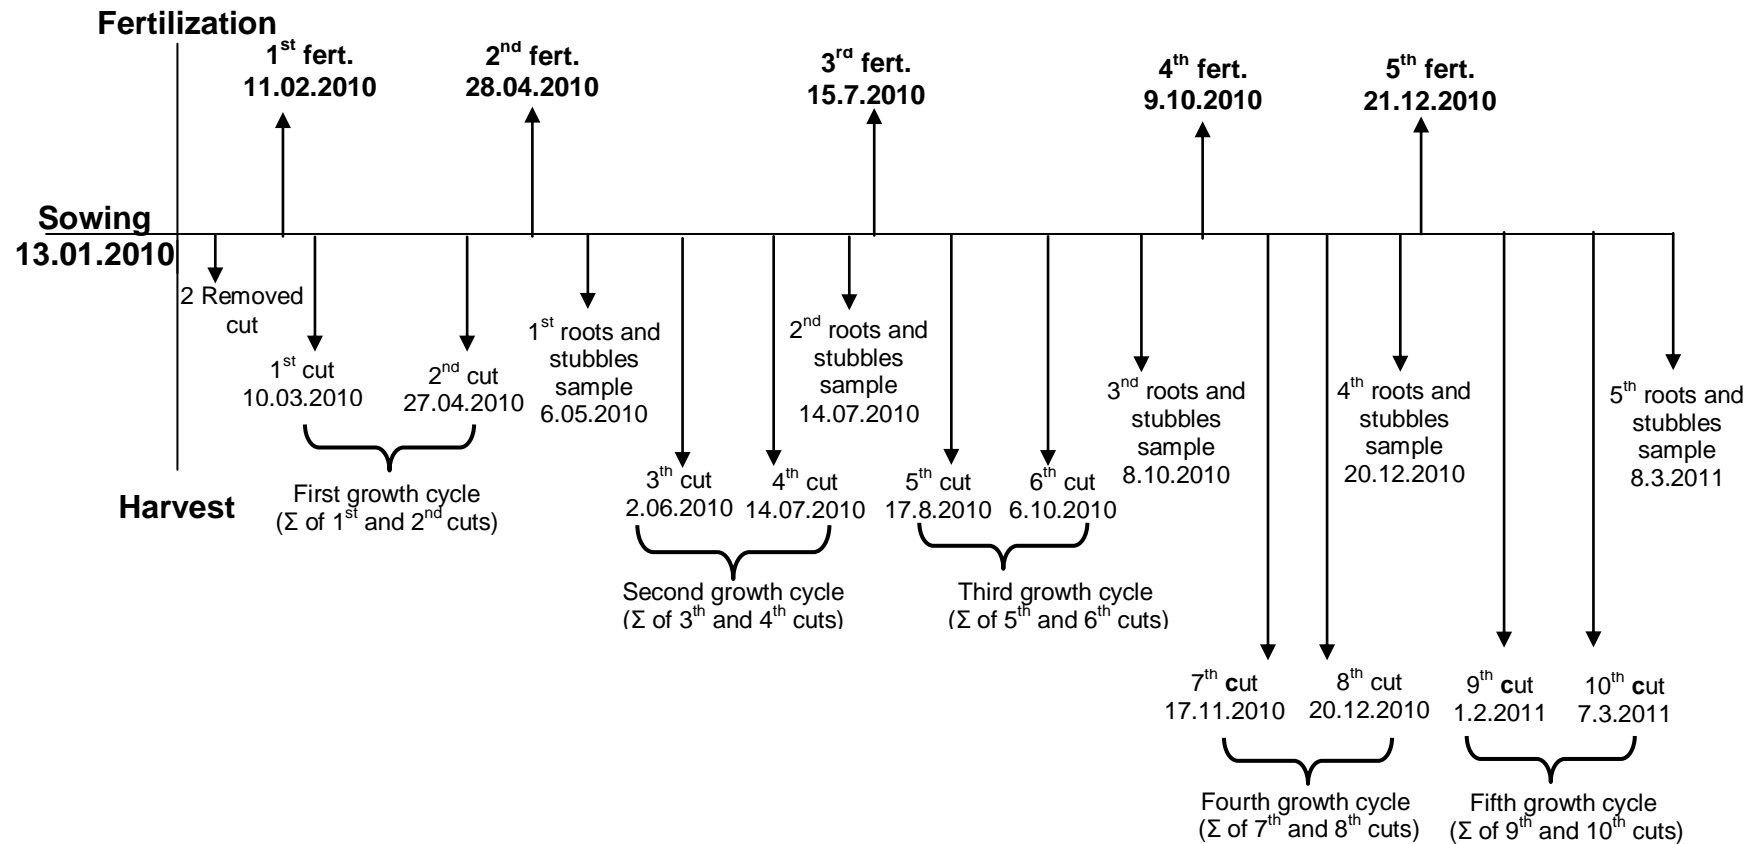 Fertilization
1st fert.
11.02.2010
2nd fert.
28.04.2010
3rd fert.
15.7.2010
4th fert.
9.10.2010
5th fert.
21.12.2010
Sowing
13.01.2010
2 Removed
cut
1st cut
10.03.2010
2nd cut
27.04.2010
1st roots and
stubbles
sample
6.05.2010
2nd roots and
stubbles
sample
14.07.2010
3nd roots and
stubbles
sample
8.10.2010
4th roots and
stubbles
sample
20.12.2010
5th roots and
stubbles
sample
8.3.2011
Harvest
First growth cycle
(Σ of 1st and 2nd cuts)
3th cut
2.06.2010
4th cut
14.07.2010
5th cut
17.8.2010
6th cut
6.10.2010
Second growth cycle
(Σ of 3th and 4th cuts)
Third growth cycle
(Σ of 5th and 6th cuts)
7th cut
17.11.2010
8th cut
20.12.2010
9th cut
1.2.2011
10th cut
7.3.2011
Fourth growth cycle
(Σ of 7th and 8th cuts)
Fifth growth cycle
(Σ of 9th and 10th cuts)